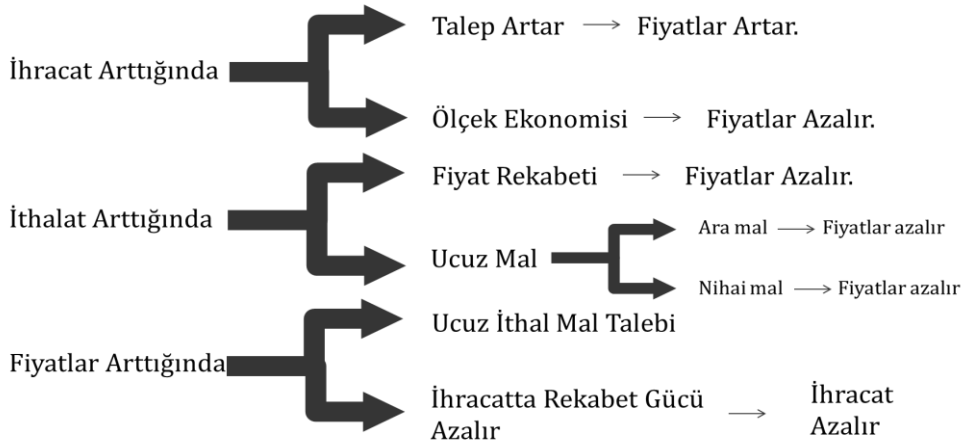 İhracat Arttığında
Talep Artar → Fiyatlar Artar.
Ölçek Ekonomisi → Fiyatlar Azalır.
İthalat Arttığında
Fiyat Rekabeti → Fiyatlar Azalır.
Ucuz Mal
Ara mal → Fiyatlar azalır
Nihai mal → Fiyatlar azalır
Fiyatlar Arttığında
Ucuz İthal Mal Talebi
İhracatta Rekabet Gücü
Azalır → İhracat
Azalır